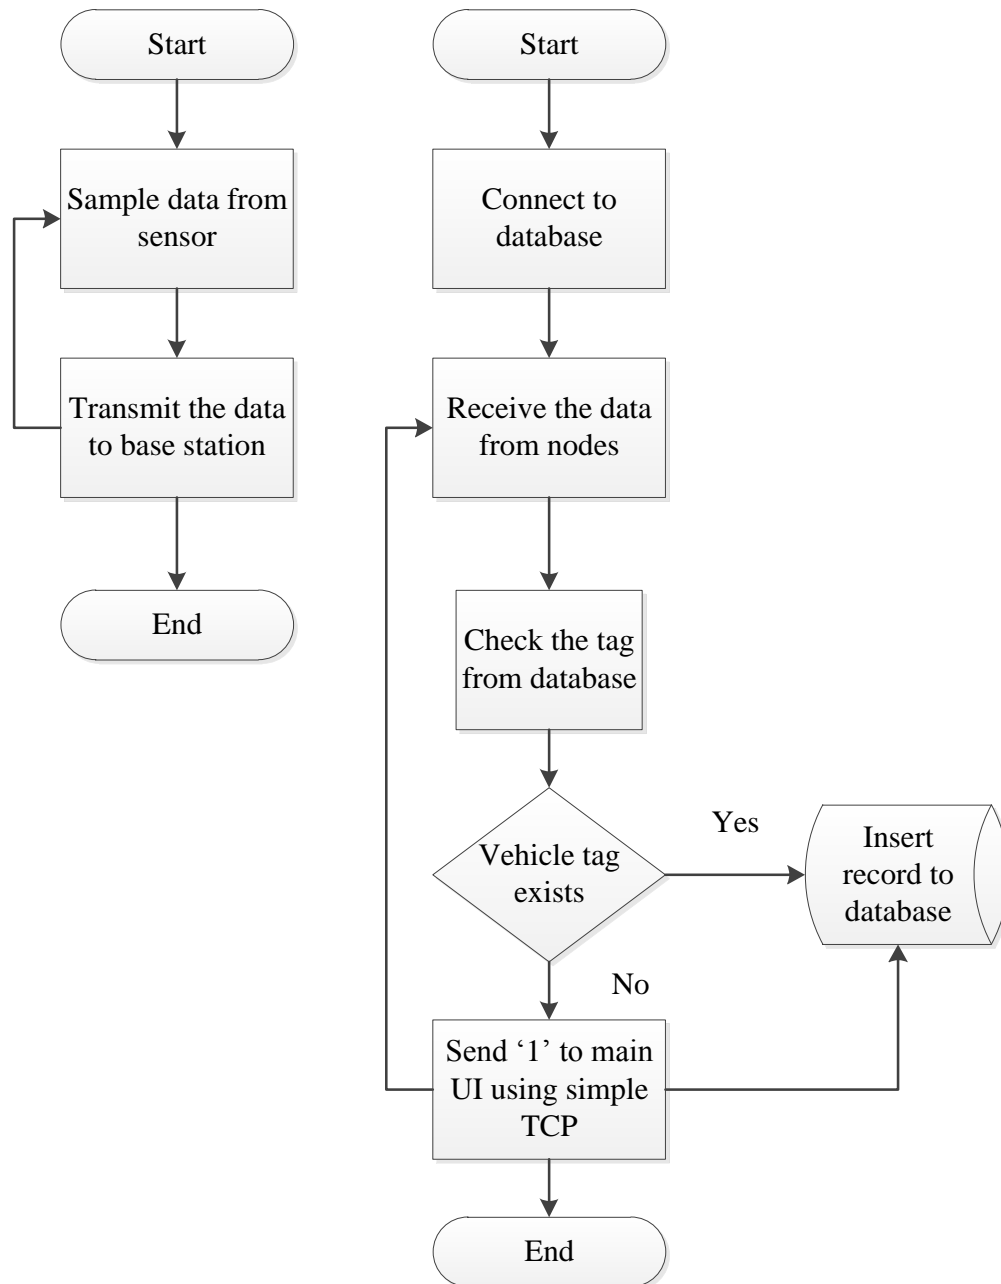 Start
Sample data from
sensor
Transmit the data
to base station
End
Start
Connect to
database
Receive the data
from nodes
Check the tag
from database
Vehicle tag
exists
Yes
Insert
record to
database
No
Send ‘1’ to main
UI using simple
TCP
End